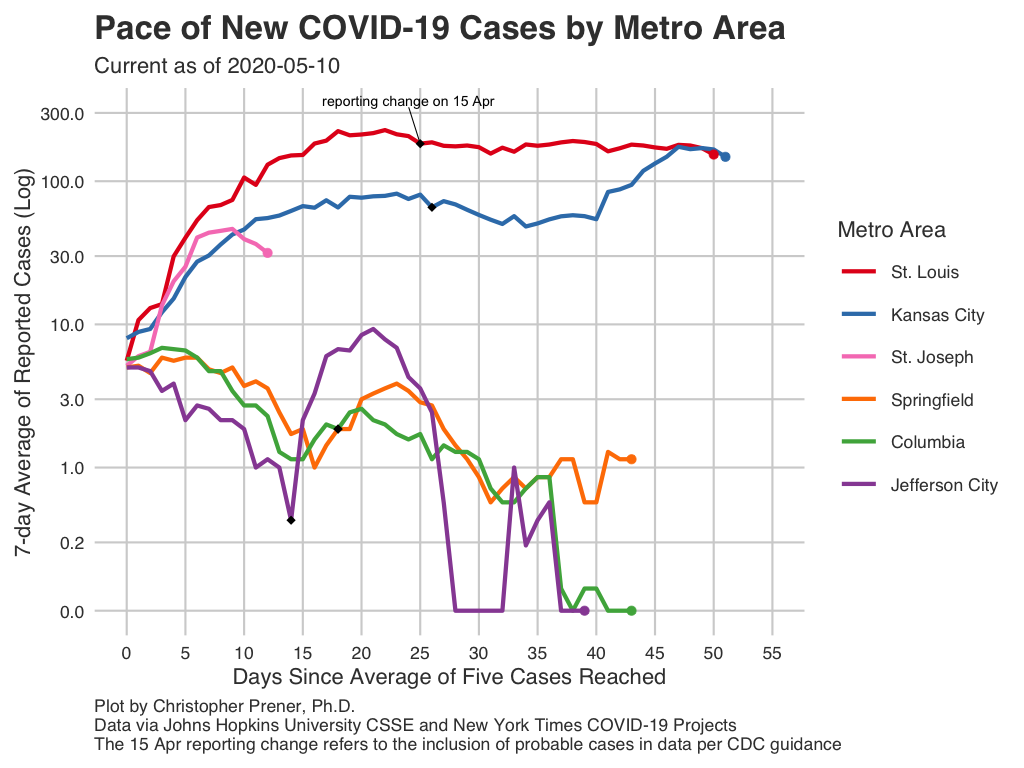 Pace of New COVID-19 Cases by Metro Area
Current as of 2020-05-10
reporting change on 15 Apr
300.0
100.0
30.0
10.0
3.0
1.0
0.2
0.0
7-day Average of Reported Cases (Log)
0 5 10 15 20 25 30 35 40 45 50 55
Days Since Average of Five Cases Reached
Metro Area
St. Louis
Kansas City
St. Joseph
Springfield
Columbia
Jefferson City
Plot by Christopher Prener, Ph.D.
Data via Johns Hopkins University CSSE and New York Times COVID-19 Projects
The 15 Apr reporting change refers to the inclusion of probable cases in data per CDC guidance